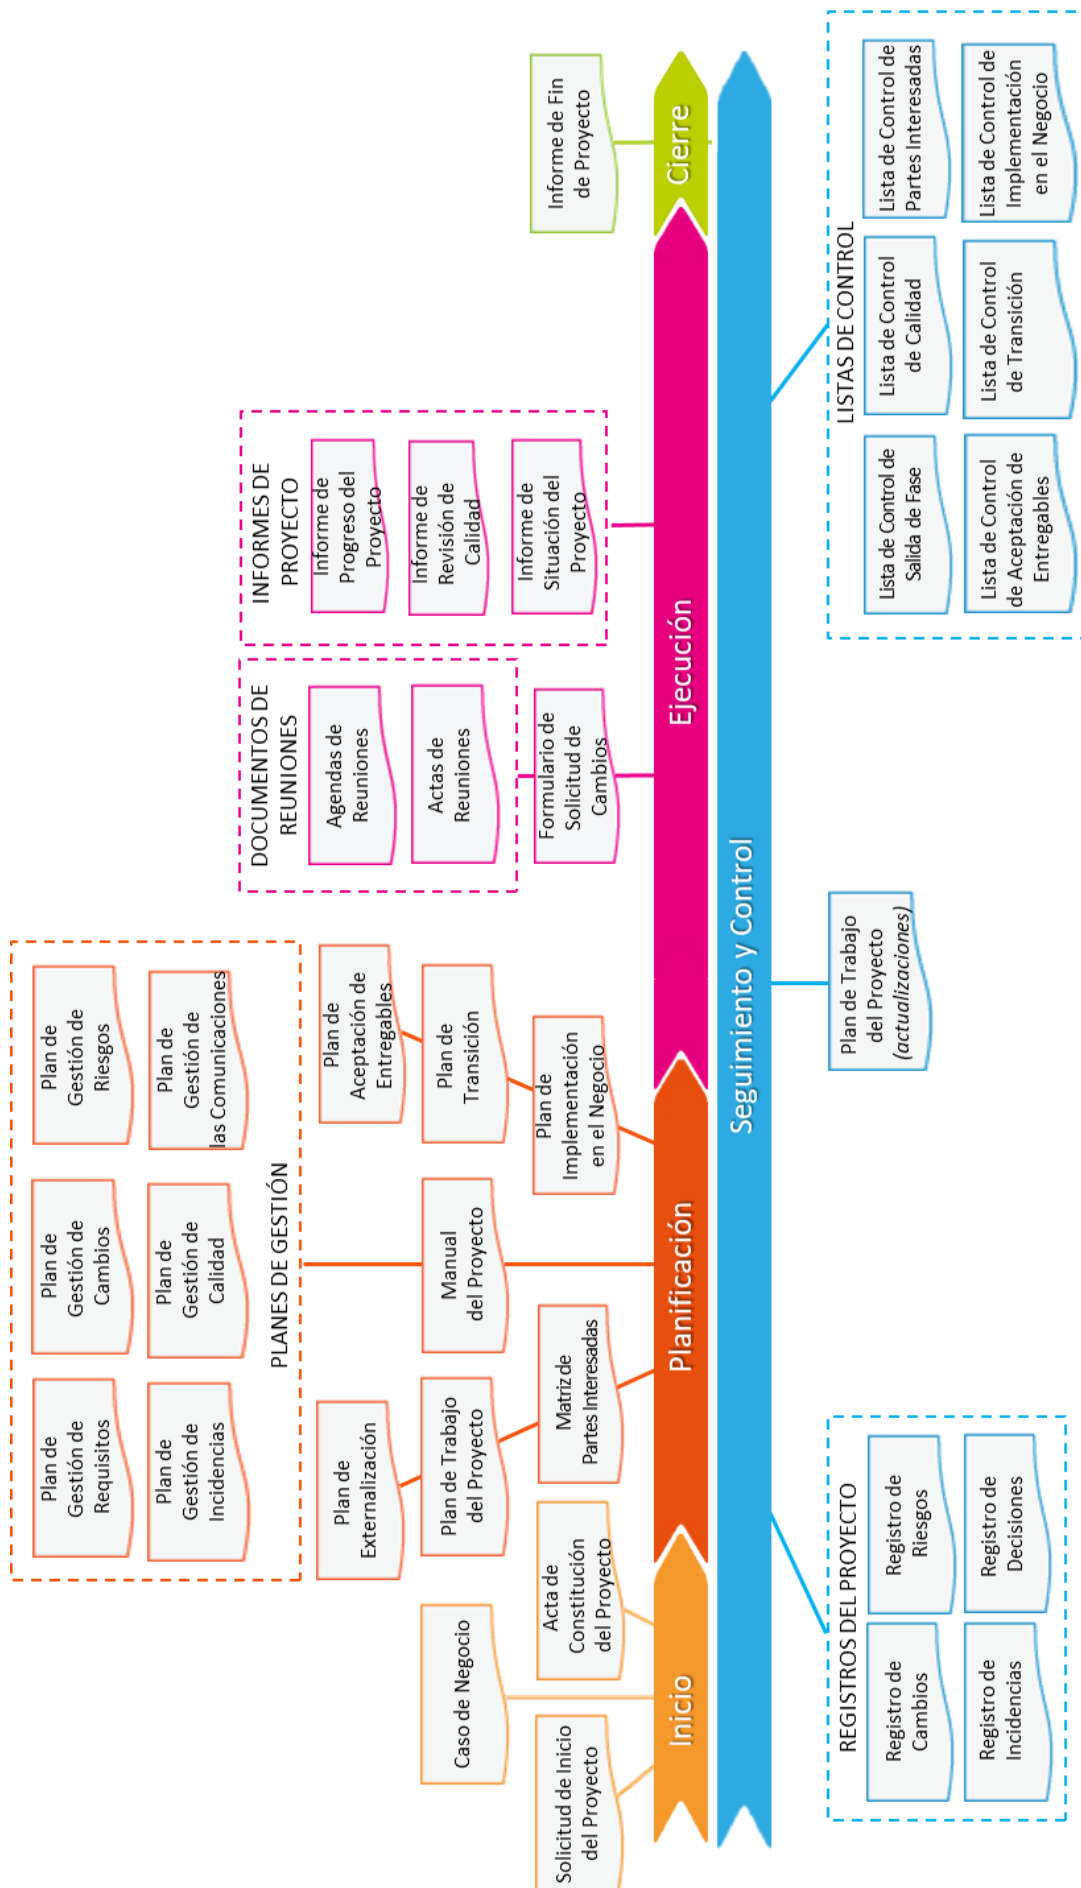 Plan de
Gestión de
Requisitos
Plan de
Gestión de
Cambios
Plan de
Gestión de
Riesgos
Plan de
Gestión de
Incidencias
Plan de
Gestión de
Calidad
Plan de
Gestión de
las Comunicaciones
PLANES DE GESTIÓN
DOCUMENTOS DE
REUNIONES
Agendas de
Reuniones
Actas de
Reuniones
INFORMES DE
PROYECTO
Informe de
Progreso del
Proyecto
Informe de
Revisión de
Calidad
Informe de
Situación del
Proyecto
Plan de
Externalización
Plan de
Aceptación de
Entregables
Caso de Negocio
Plan de Trabajo
del Proyecto
Manual
del Proyecto
Plan de
Transición
Solicitud de Inicio
del Proyecto
Acta de
Constitución
del Proyecto
Matriz de
Partes Interesadas
Plan de
Implementación
en el Negocio
Formulario de
Solicitud de
Cambios
Informe de Fin
de Proyecto
Inicio
Planificación
Ejecución
Cierre
Seguimiento y Control
REGISTROS DEL PROYECTO
Registro de
Cambios
Registro de
Riesgos
Registro de
Incidencias
Registro de
Decisiones
Plan de Trabajo
del Proyecto
(actualizaciones)
LISTAS DE CONTROL
Lista de Control de
Salida de Fase
Lista de Control
de Calidad
Lista de Control de
Partes Interesadas
Lista de Control
de Aceptación de
Entregables
Lista de Control
de Transición
Lista de Control de
Implementación
en el Negocio